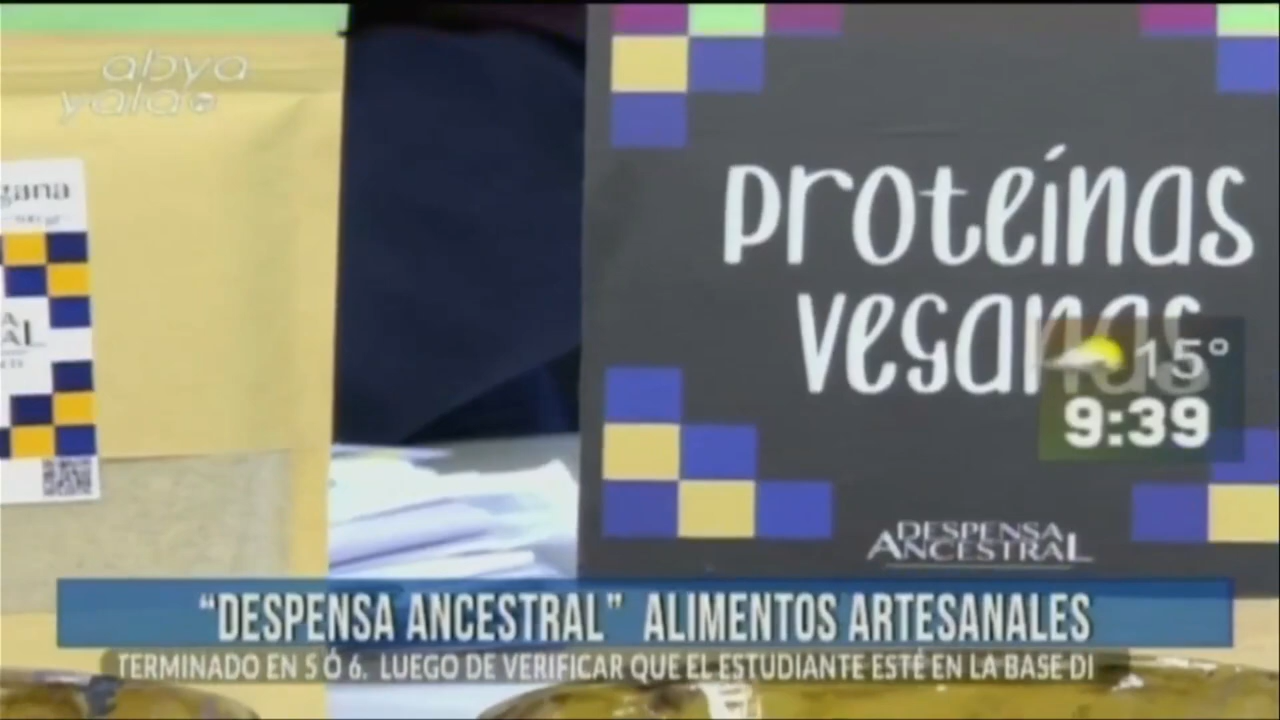 abya
yala
proteínas
veganas
15°
9:39
DESPENSA
ANCESTRAL
"DESPENSA ANCESTRAL" ALIMENTOS ARTESANALES
TERMINADO EN 5 Ó 6. LUEGO DE VERIFICAR QUE EL ESTUDIANTE ESTÉ EN LA BASE DI